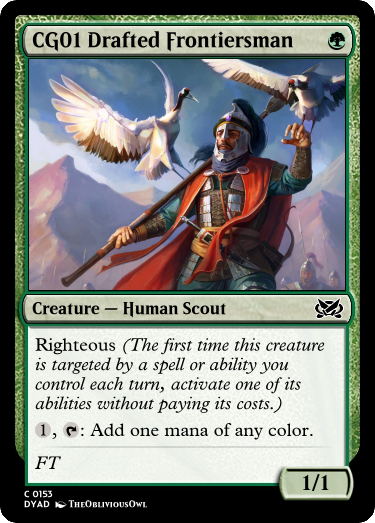 CG01 Drafted Frontiersman
Creature — Human Scout
Righteous (The first time this creature
is targeted by a spell or ability you
control each turn, activate one of its
abilities without paying its costs.)
1, : Add one mana of any color.
FT
1/1
C 0153
DYAD TheObliviousOwl